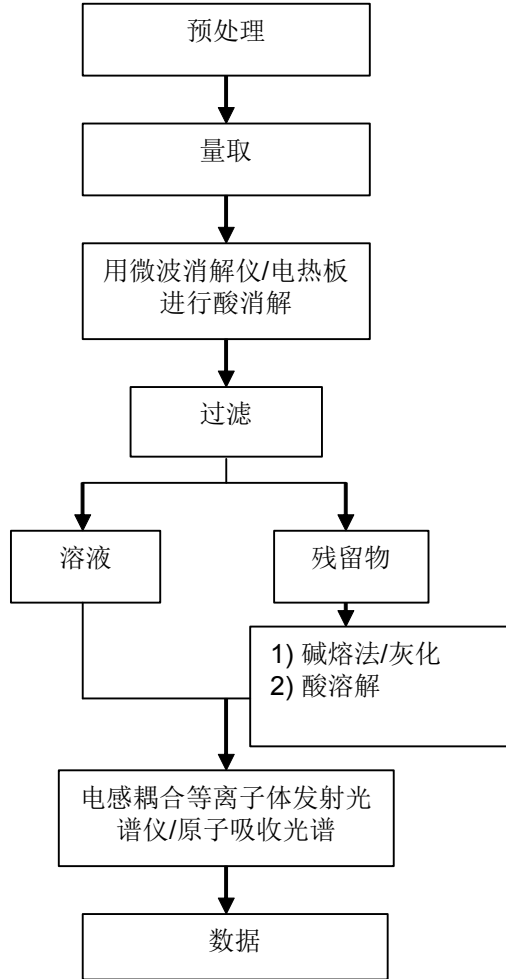 预处理
量取
用微波消解仪/电热板
进行酸消解
过滤
溶液
残留物
1) 碱熔法/灰化
2) 酸溶解
电感耦合等离子体发射光
谱仪/原子吸收光谱
数据